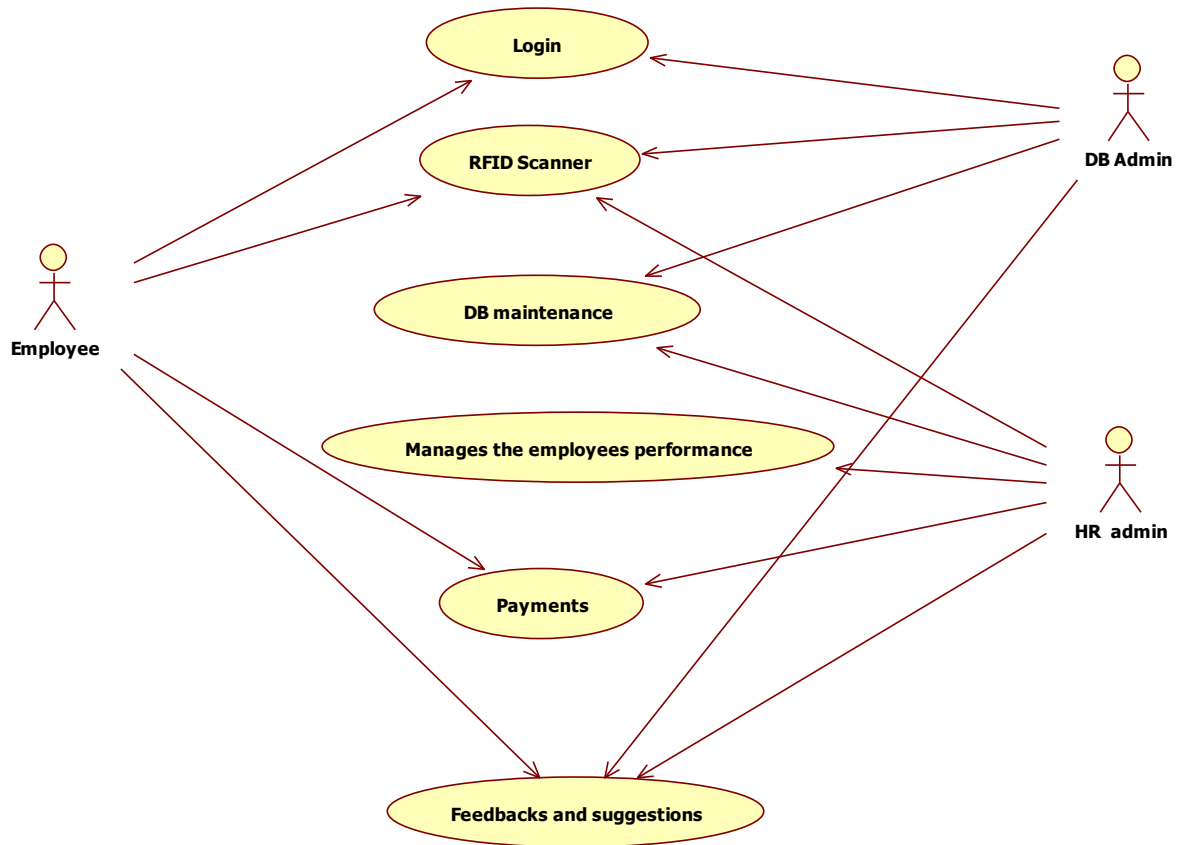 Login
DB Admin
RFID Scanner
Employee
DB maintenance
Manages the employees performance
HR  admin
Payments
Feedbacks and suggestions